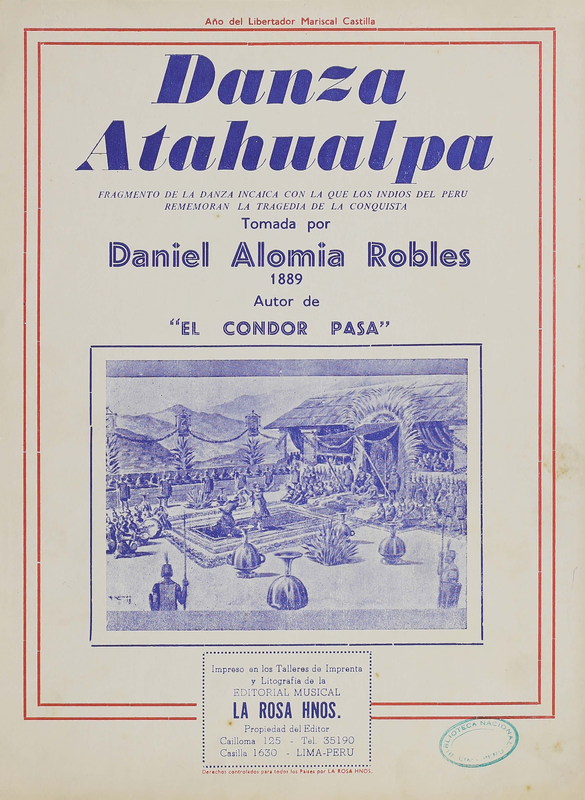 Año del Libertador Mariscal Castilla
Danza
Atahualpa
FRAGMENTO DE LA DANZA INCAICA CON LA QUE LOS INDIOS DEL PERU
REMEMORAN LA TRAGEDIA DE LA CONQUISTA
Tomada por
Daniel Alomia Robles
1889
Autor de
"EL CONDOR PASA"
Impreso en los Talleres de Imprenta
y Litografía de la
EDITORIAL MUSICAL
LA ROSA HNOS.
Propiedad del Editor
Cailloma 125 - Tel. 35190
Casilla 1630 - LIMA-PERU
Derechos controlados para todos los Países por LA ROSA HNOS.
BIBLIOTECA NACIONAL